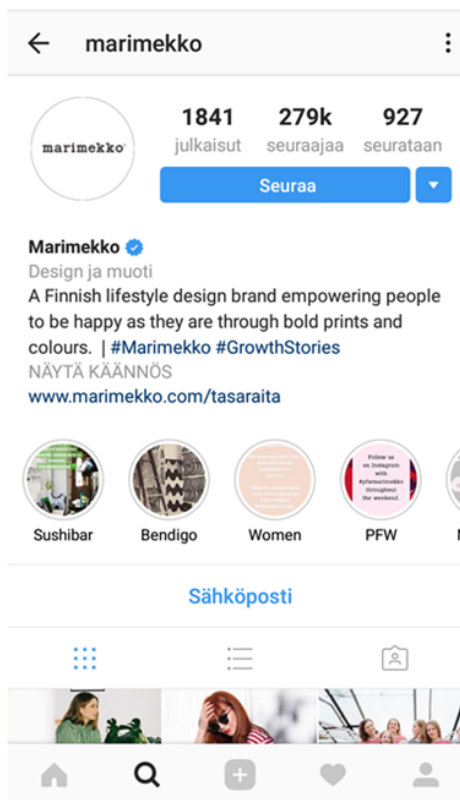 marimekko
marimekko
1841 279k 927
julkaisut seuraajaa seurataan
Seuraa
Marimekko
Design ja muoti
A Finnish lifestyle design brand empowering people
to be happy as they are through bold prints and
colours. | #Marimekko #GrowthStories
NÄYTÄ KÄÄNNÖS
www.marimekko.com/tasaraita
Follow us
on Instagram
with
#pfwmarimekko
throughout
the weekend.
Sushibar Bendigo Women PFW
Sähköposti